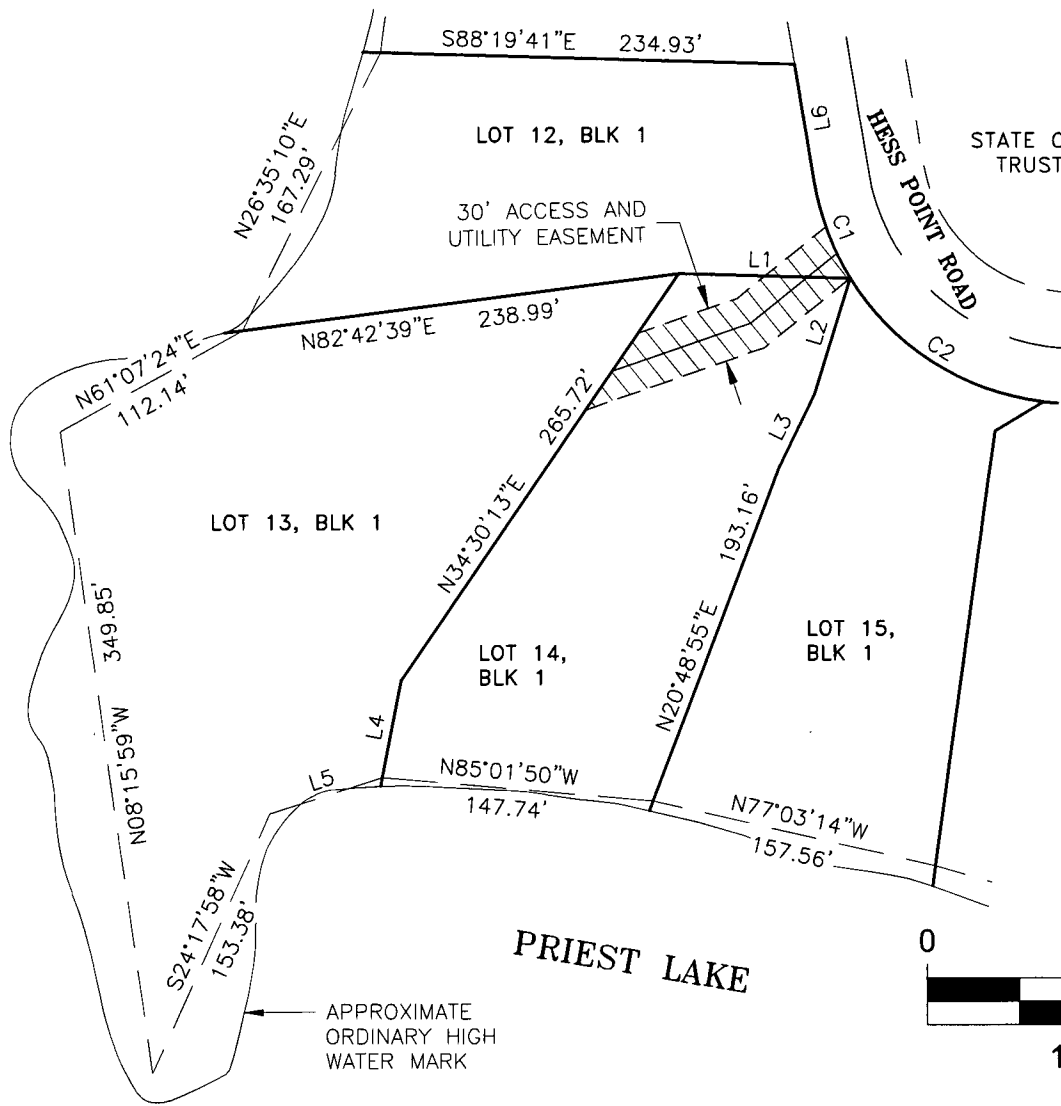 S88°19'41"E 234.93'
LOT 12, BLK 1
L6
HESS POINT ROAD
STATE
TRUST
N26°35'10"E
167.29'
30' ACCESS AND
UTILITY EASEMENT
C1
L1
N82°42'39"E 238.99'
L2
C2
N61°07'24"E
112.14'
N34°30'13"E 265.72'
L3
LOT 13, BLK 1
N20°48'55"E 193.16'
N08°15'59"W 349.85'
LOT 14,
BLK 1
LOT 15,
BLK 1
L4
L5
N85°01'50"W
147.74'
N77°03'14"W
157.56'
S24°17'58"W
153.38'
PRIEST LAKE
APPROXIMATE
ORDINARY HIGH
WATER MARK
0
1